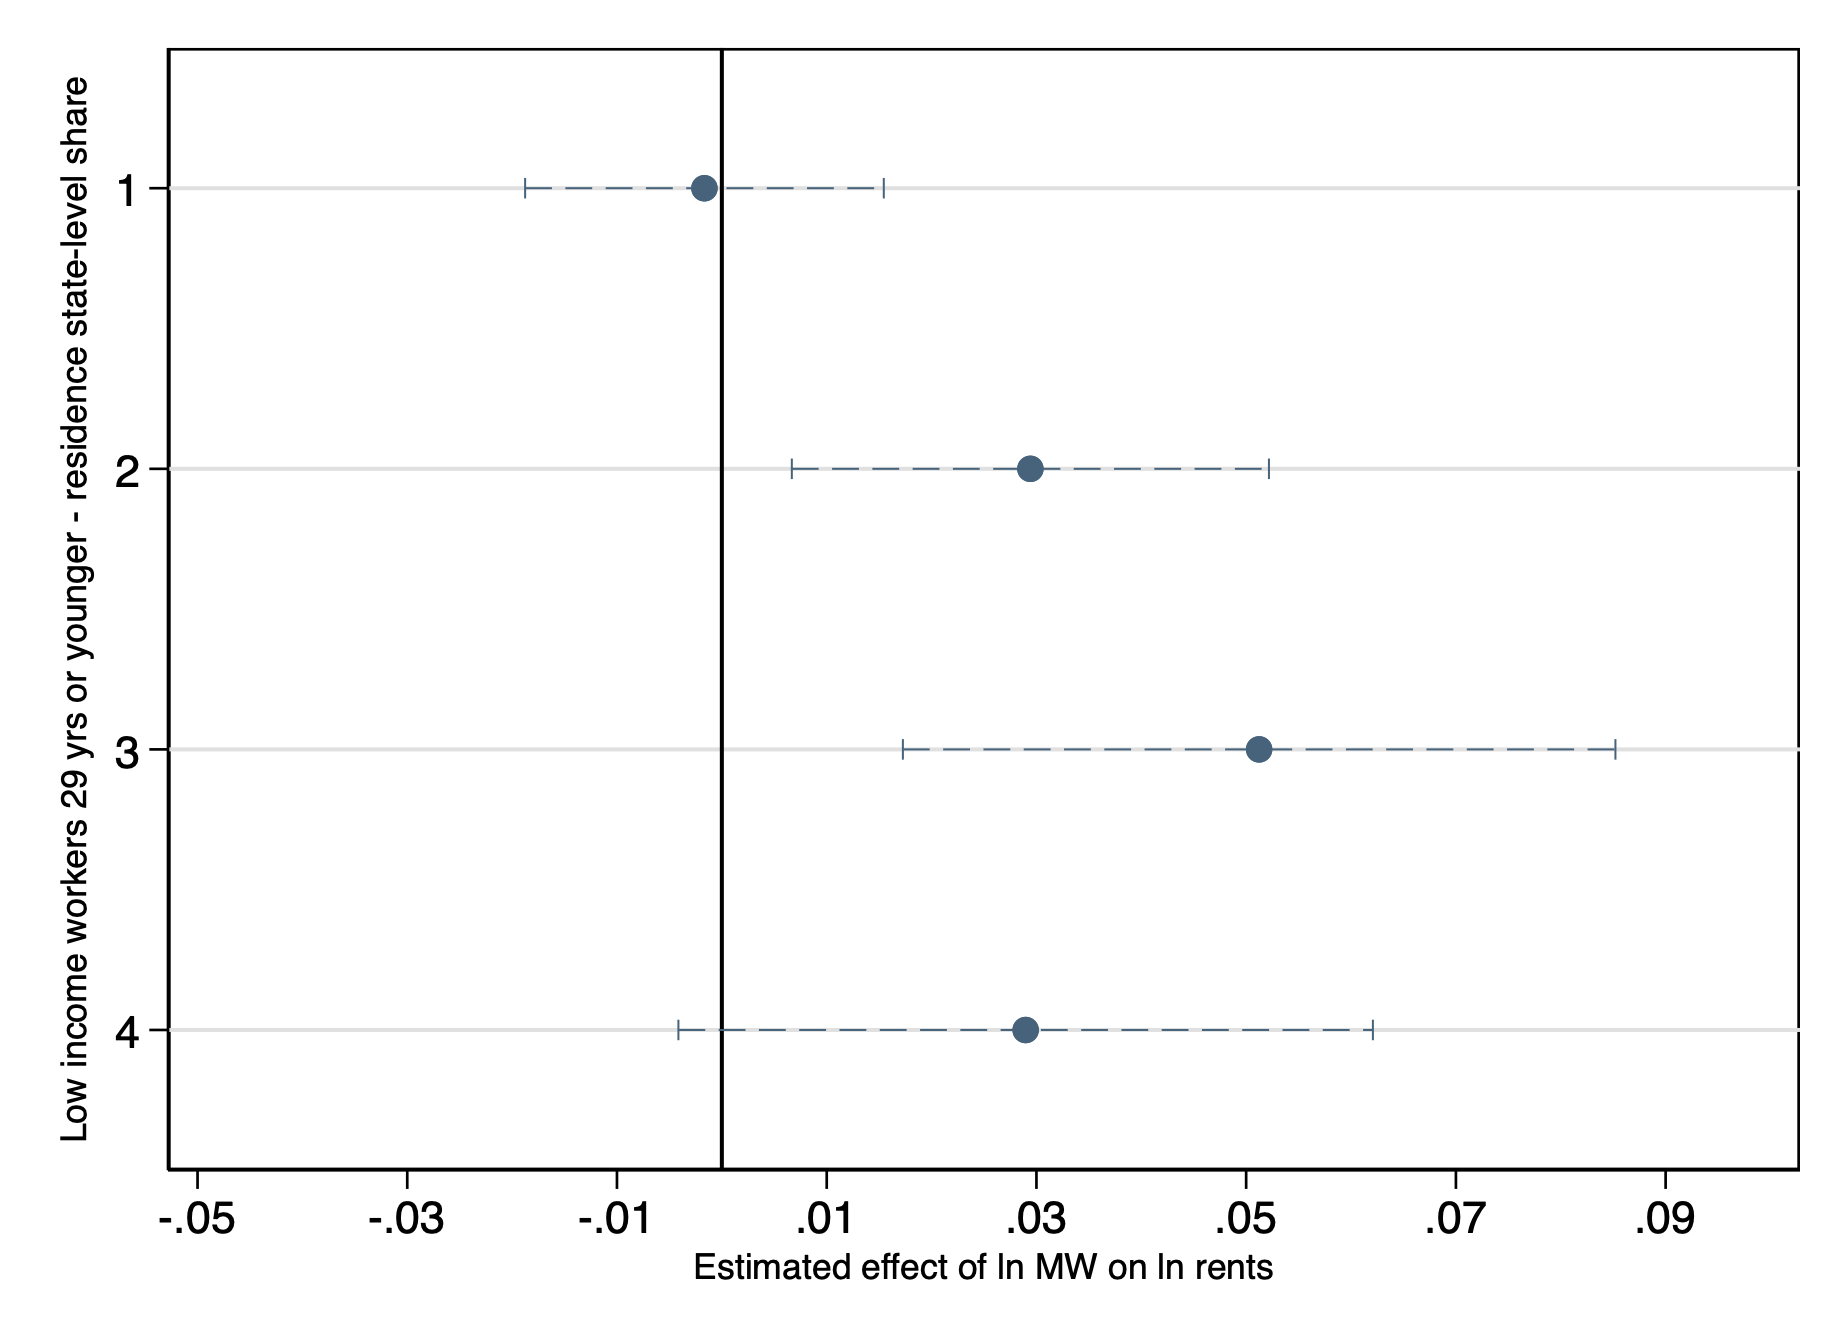 Low income workers 29 yrs or younger - residence state-level share
1
2
3
4
-.05 -.03 -.01 .01 .03 .05 .07 .09
Estimated effect of ln MW on ln rents